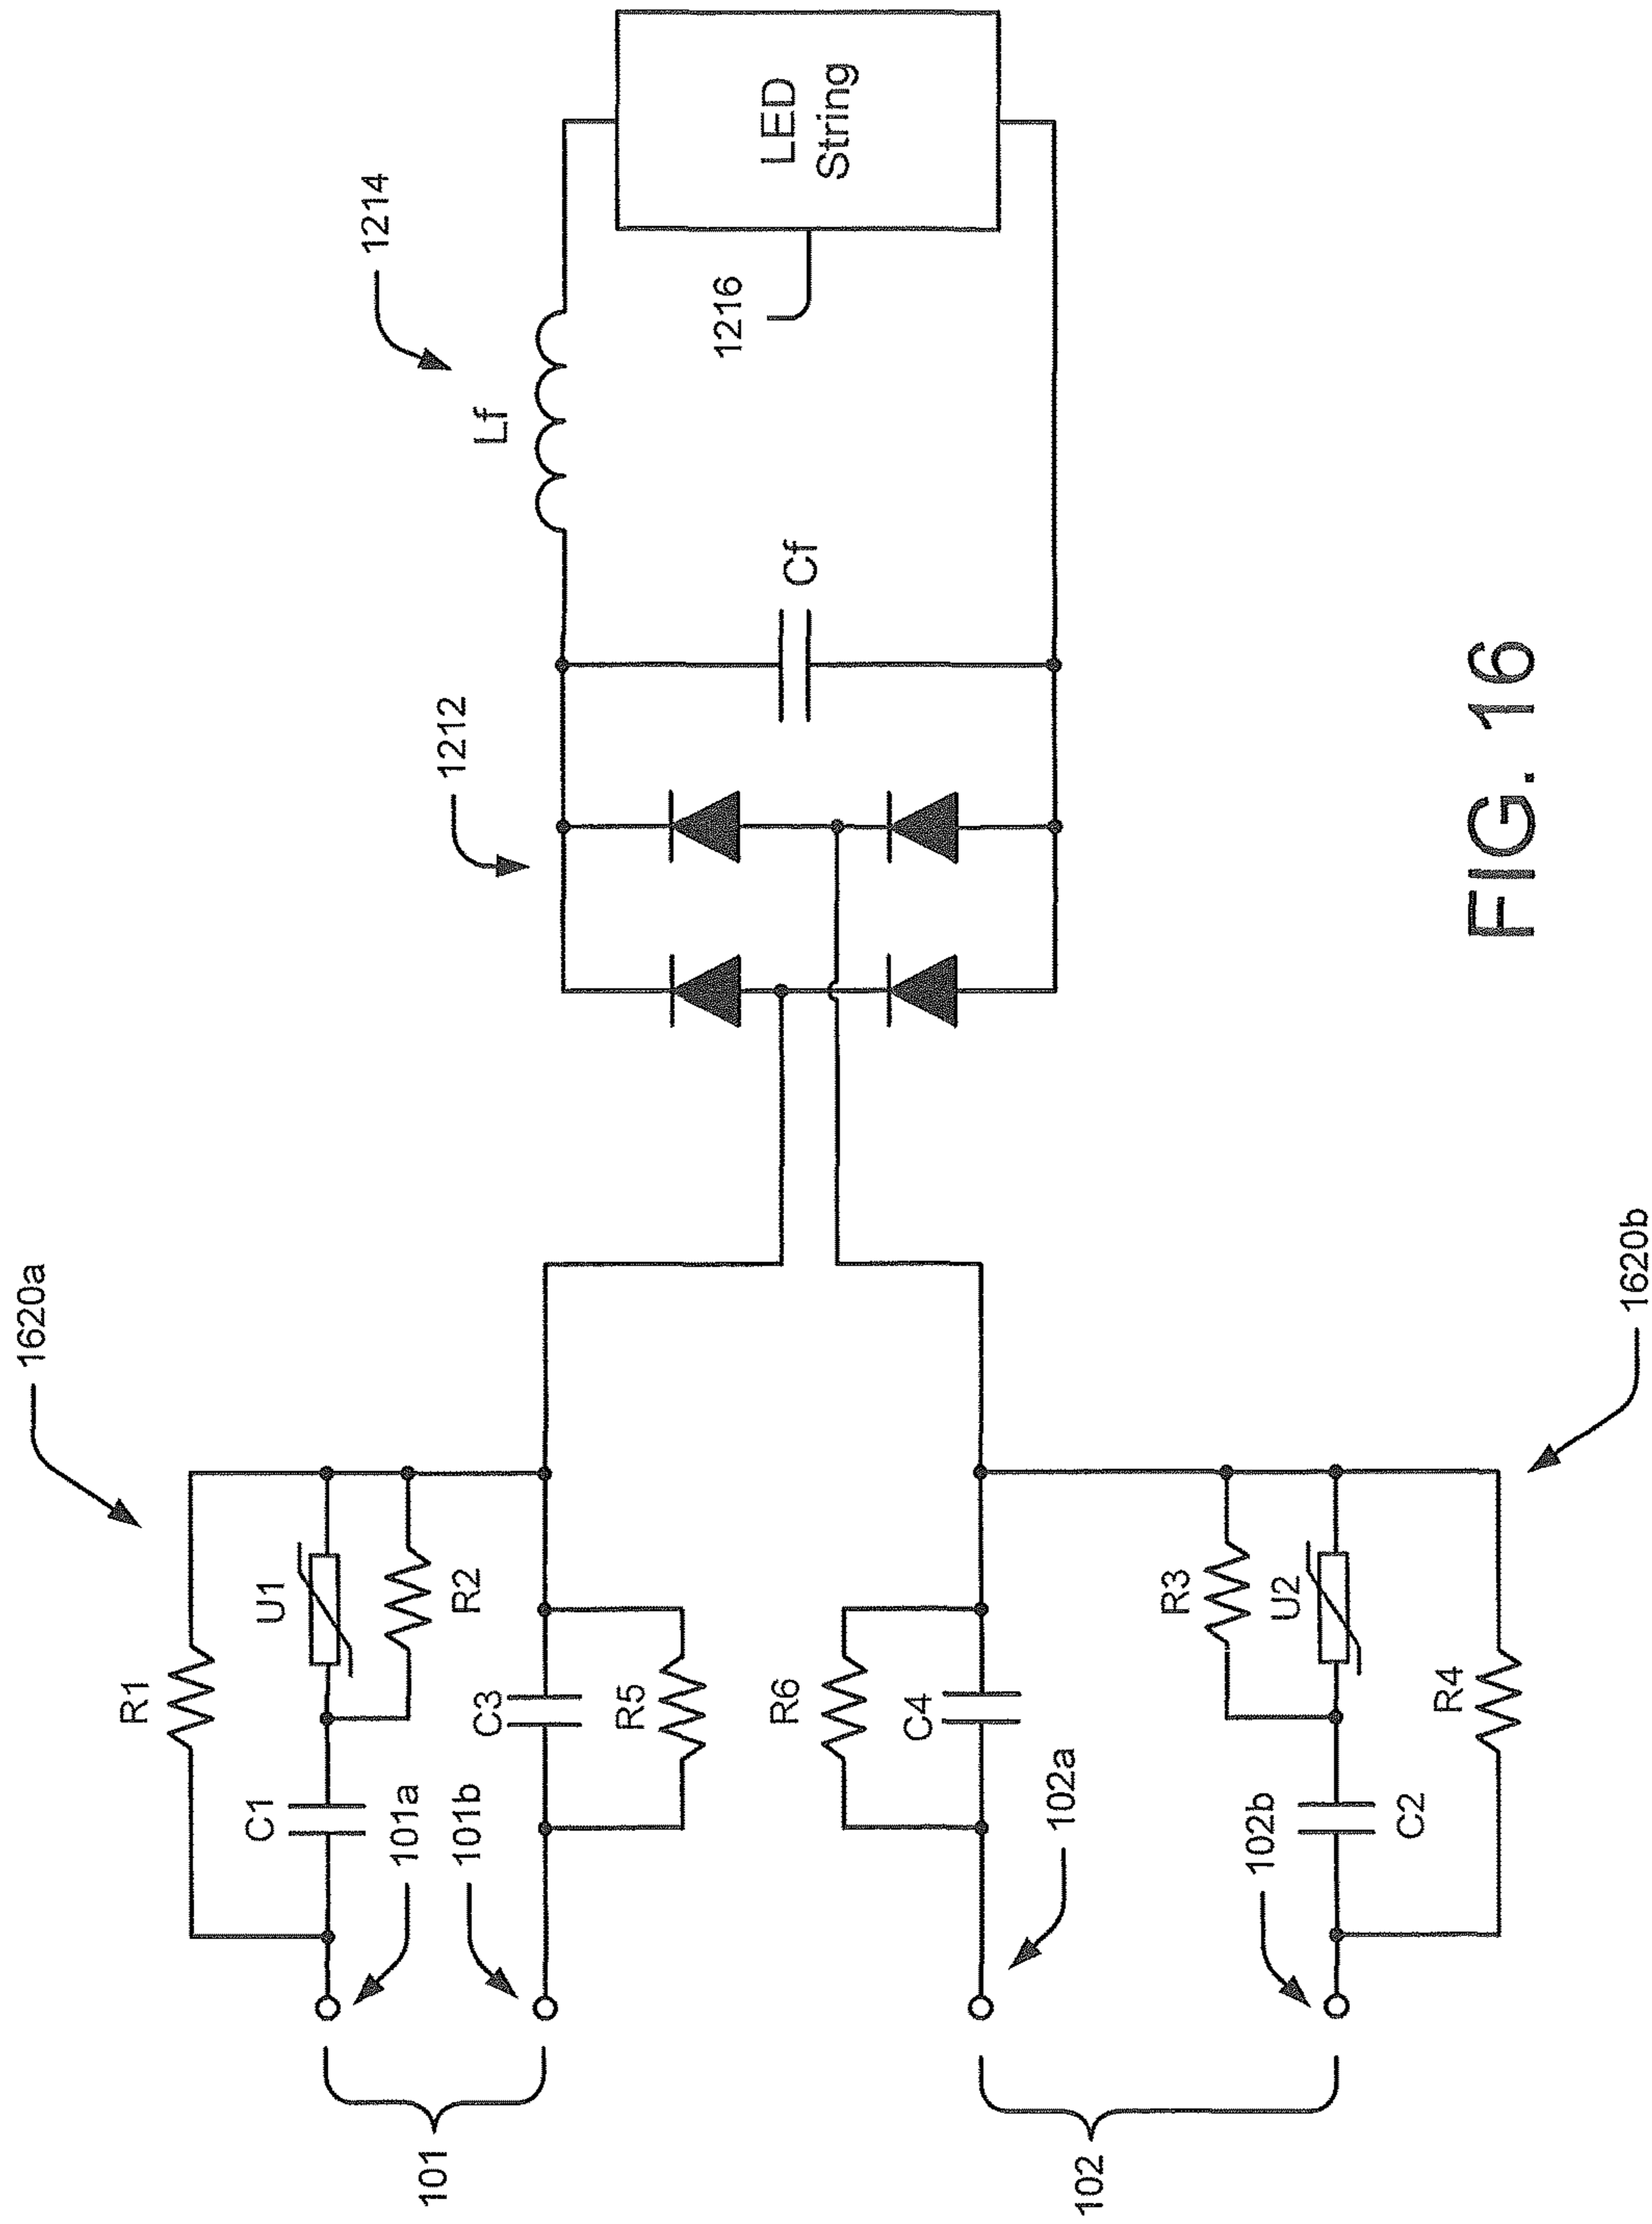 1620a
R1
U1
C1
R2
101a
C3
101b
R5
101
R6
C4
102a
102
R3
U2
102b
C2
R4
1620b
1212
1214
Lf
Cf
1216
LED
String
FIG. 16